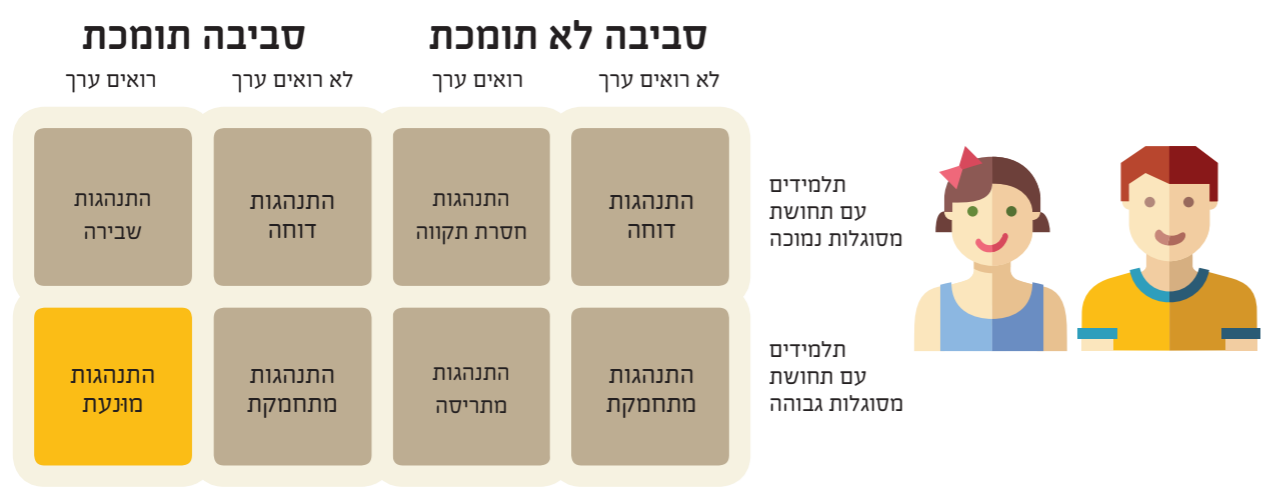 סביבה לא תומכת
סביבה תומכת
לא רואים ערך
רואים ערך
לא רואים ערך
רואים ערך
תלמידים
עם תחושת
מסוגלות נמוכה
התנהגות
דוחה
התנהגות
חסרת תקווה
התנהגות
דוחה
התנהגות
שבירה
תלמידים
עם תחושת
מסוגלות גבוהה
התנהגות
מתחמקת
התנהגות
מתריסה
התנהגות
מתחמקת
התנהגות
מוּנעת